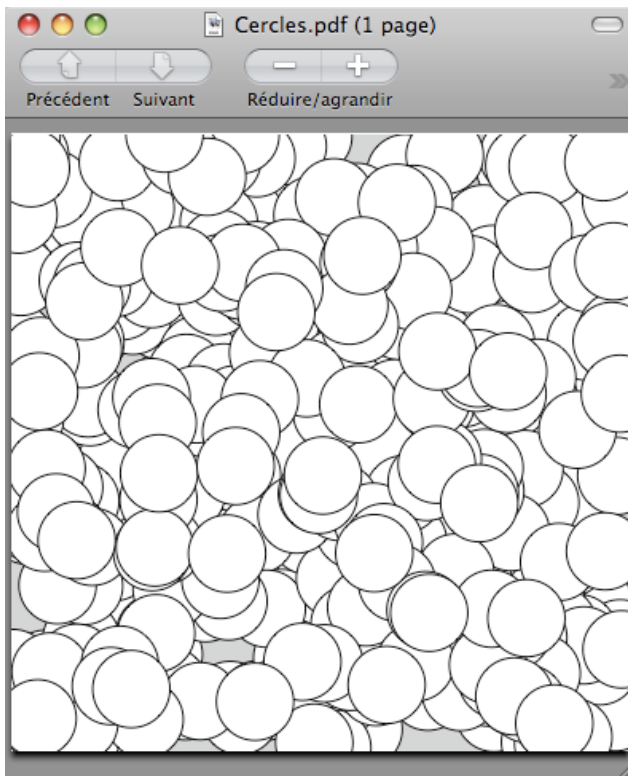 Cercles.pdf (1 page)
Précédent Suivant Réduire/agrandir
»